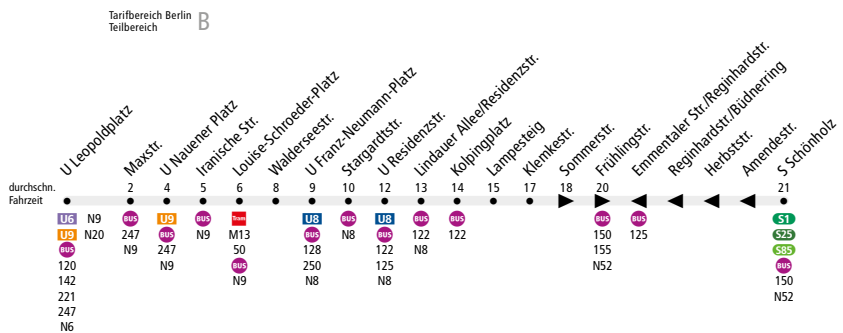 Tarifbereich Berlin
Teilbereich
B
U Leopoldplatz
Maxstr.
U Nauener Platz
Iranische Str.
Louise-Schroeder-Platz
Walderseestr.
U Franz-Neumann-Platz
Stargardtstr.
U Residenzstr.
Lindauer Allee/Residenzstr.
Kolpingplatz
Lampesteig
Klemkestr.
Sommerstr.
Frühlingstr.
Emmentaler Str./Reginhardstr.
Reginhardstr./Büdnerring
Herbststr.
Amendestr.
S Schönholz
durchschn.
Fahrzeit
2 4 5 6 8 9 10 12 13 14 15 17 18 20 21
U6 N9
U9 N20
BUS
120
142
221
247
N6
BUS
247
N9
U9
BUS
247
N9
BUS
N9
Tram
M13
50
BUS
N9
U8
BUS
128
250
N8
BUS
N8
U8
BUS
122
125
N8
BUS
122
N8
BUS
122
BUS
150
155
N52
BUS
125
S1
S25
S85
BUS
150
N52